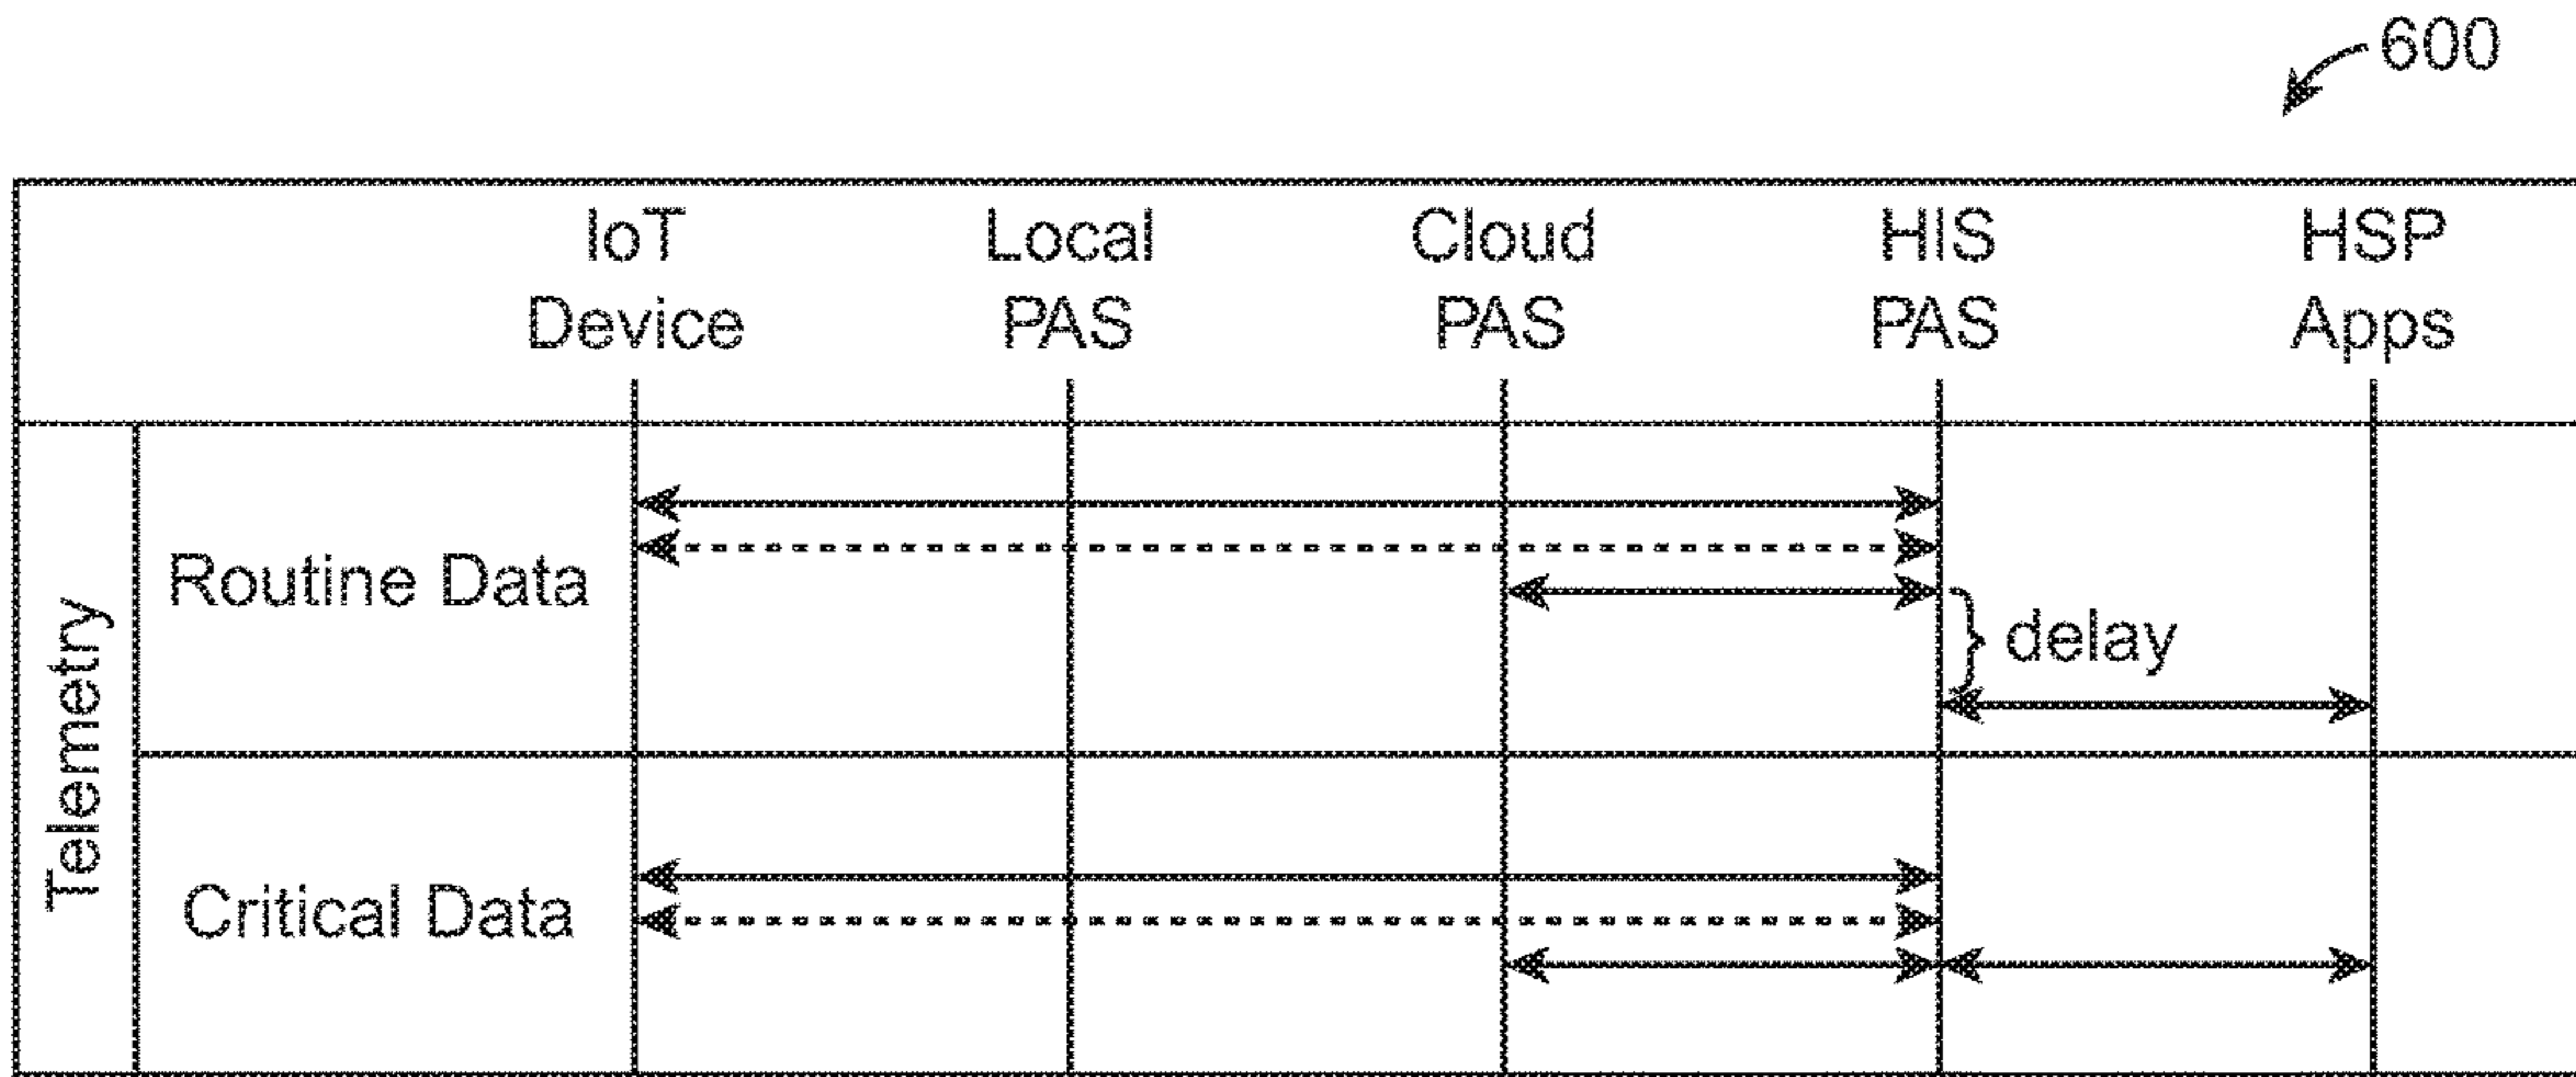 600
IoT Device
Local PAS
Cloud PAS
HIS PAS
HSP Apps
Telemetry
Routine Data
delay
Critical Data